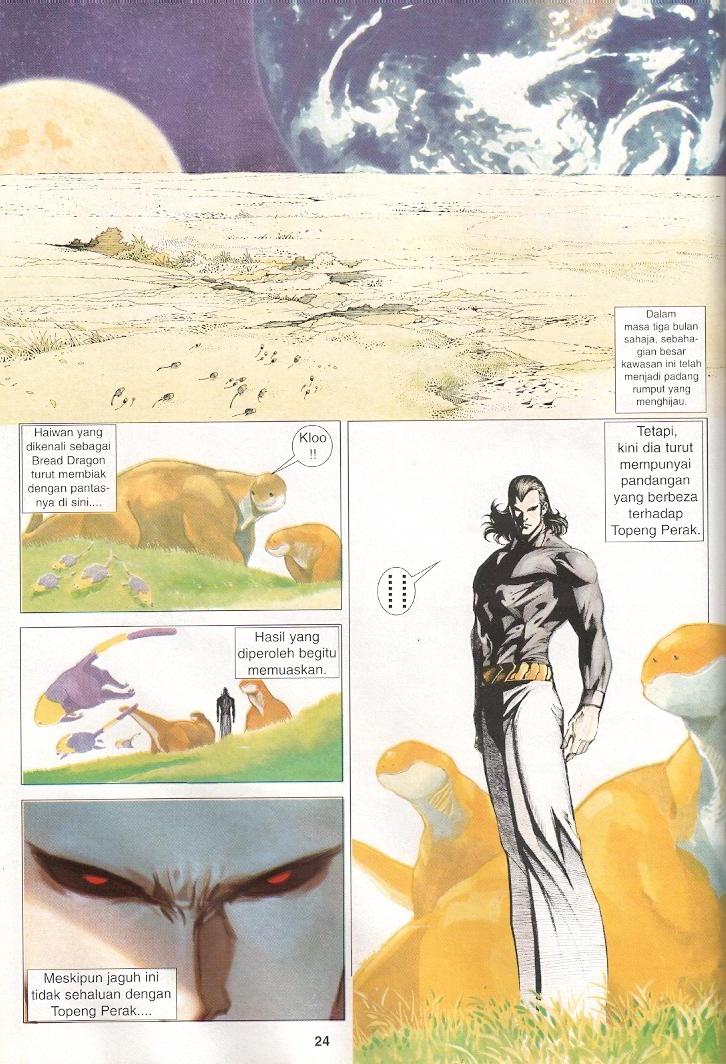 Dalam
masa tiga bulan
sahaja, sebaha-
gian besar
kawasan ini telah
menjadi padang
rumput yang
menghijau.
Haiwan yang
dikenali sebagai
Bread Dragon
turut membiak
dengan pantas-
nya di sini....
Kloo
!!
Hasil yang
diperoleh begitu
memuaskan.
Meskipun jaguh ini
tidak sehaluan dengan
Topeng Perak....
Tetapi,
kini dia turut
mempunyai
pandangan
yang berbeza
terhadap
Topeng Perak.
24